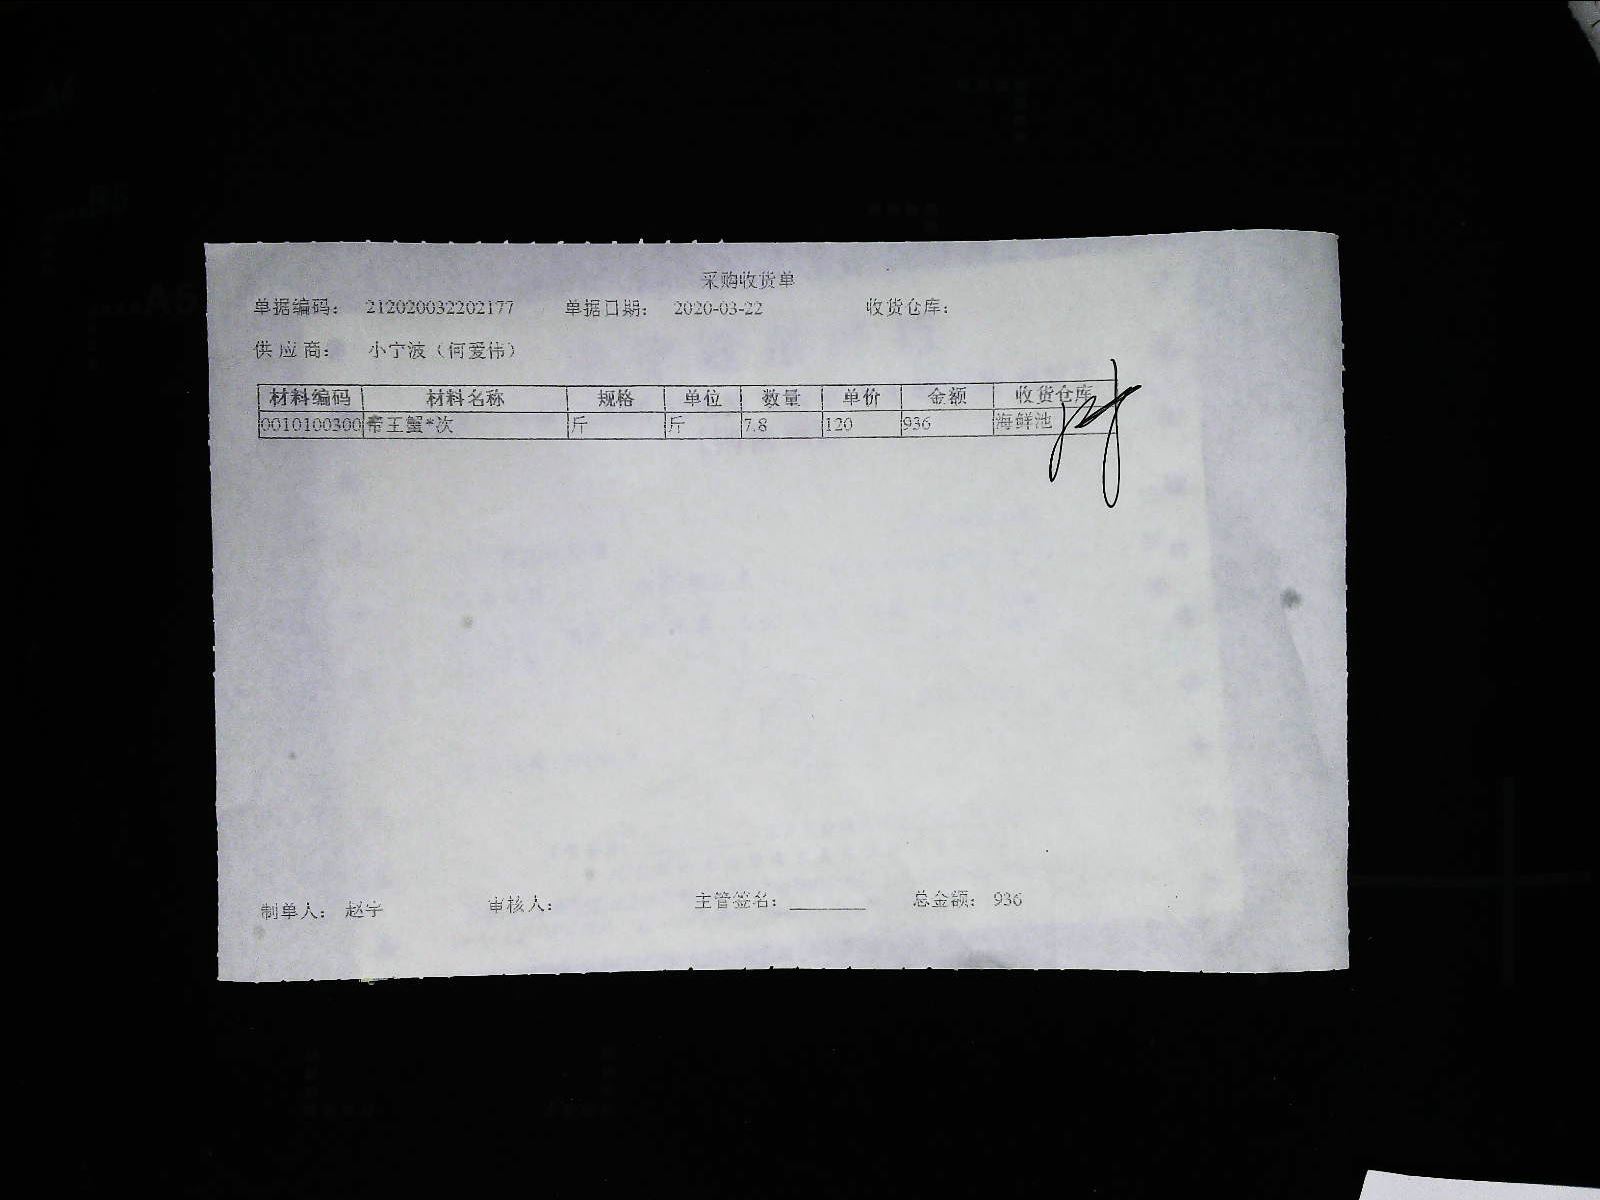 采购收货单
单据编码: 212020032202177 单据日期: 2020-03-22 收货仓库:
供 应 商: 小宁波（何爱伟）
材料编码 材料名称 规格 单位 数量 单价 金额 收货仓库
0010100300 帝王蟹*次 斤 斤 7.8 120 936 海鲜池
制单人: 赵宇 审核人: 主管签名: 总金额: 936